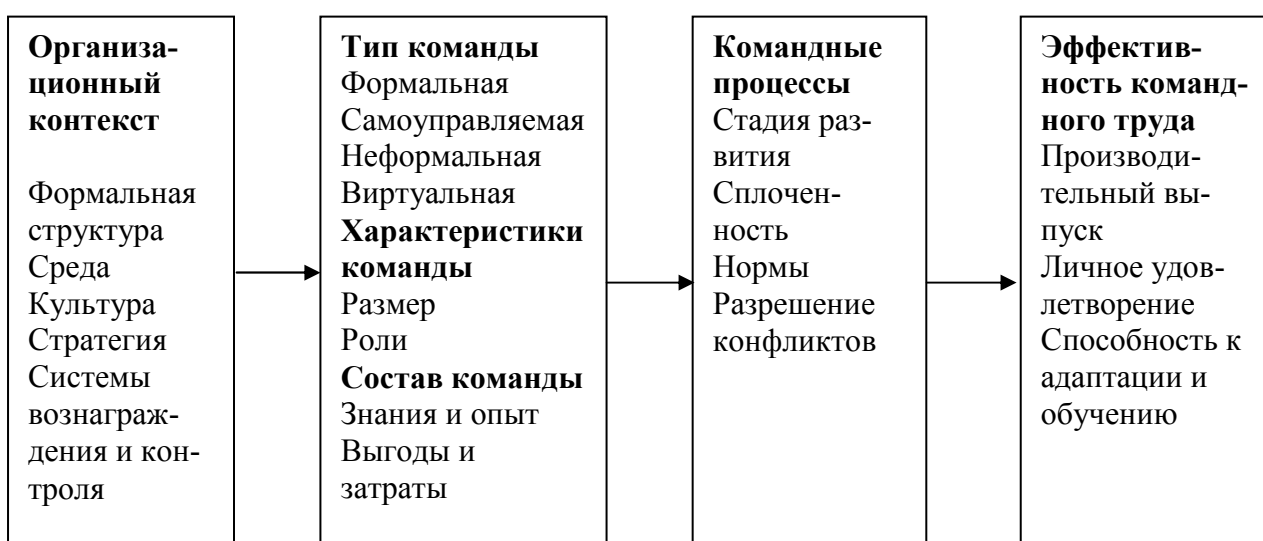 Организа-
ционный
контекст
Формальная
структура
Среда
Культура
Стратегия
Системы
вознаграж-
дения и кон-
троля
Тип команды
Формальная
Самоуправляемая
Неформальная
Виртуальная
Характеристики
команды
Размер
Роли
Состав команды
Знания и опыт
Выгоды и
затраты
Командные
процессы
Стадия раз-
вития
Сплочен-
ность
Нормы
Разрешение
конфликтов
Эффектив-
ность команд-
ного труда
Производи-
тельный вы-
пуск
Личное удов-
летворение
Способность к
адаптации и
обучению